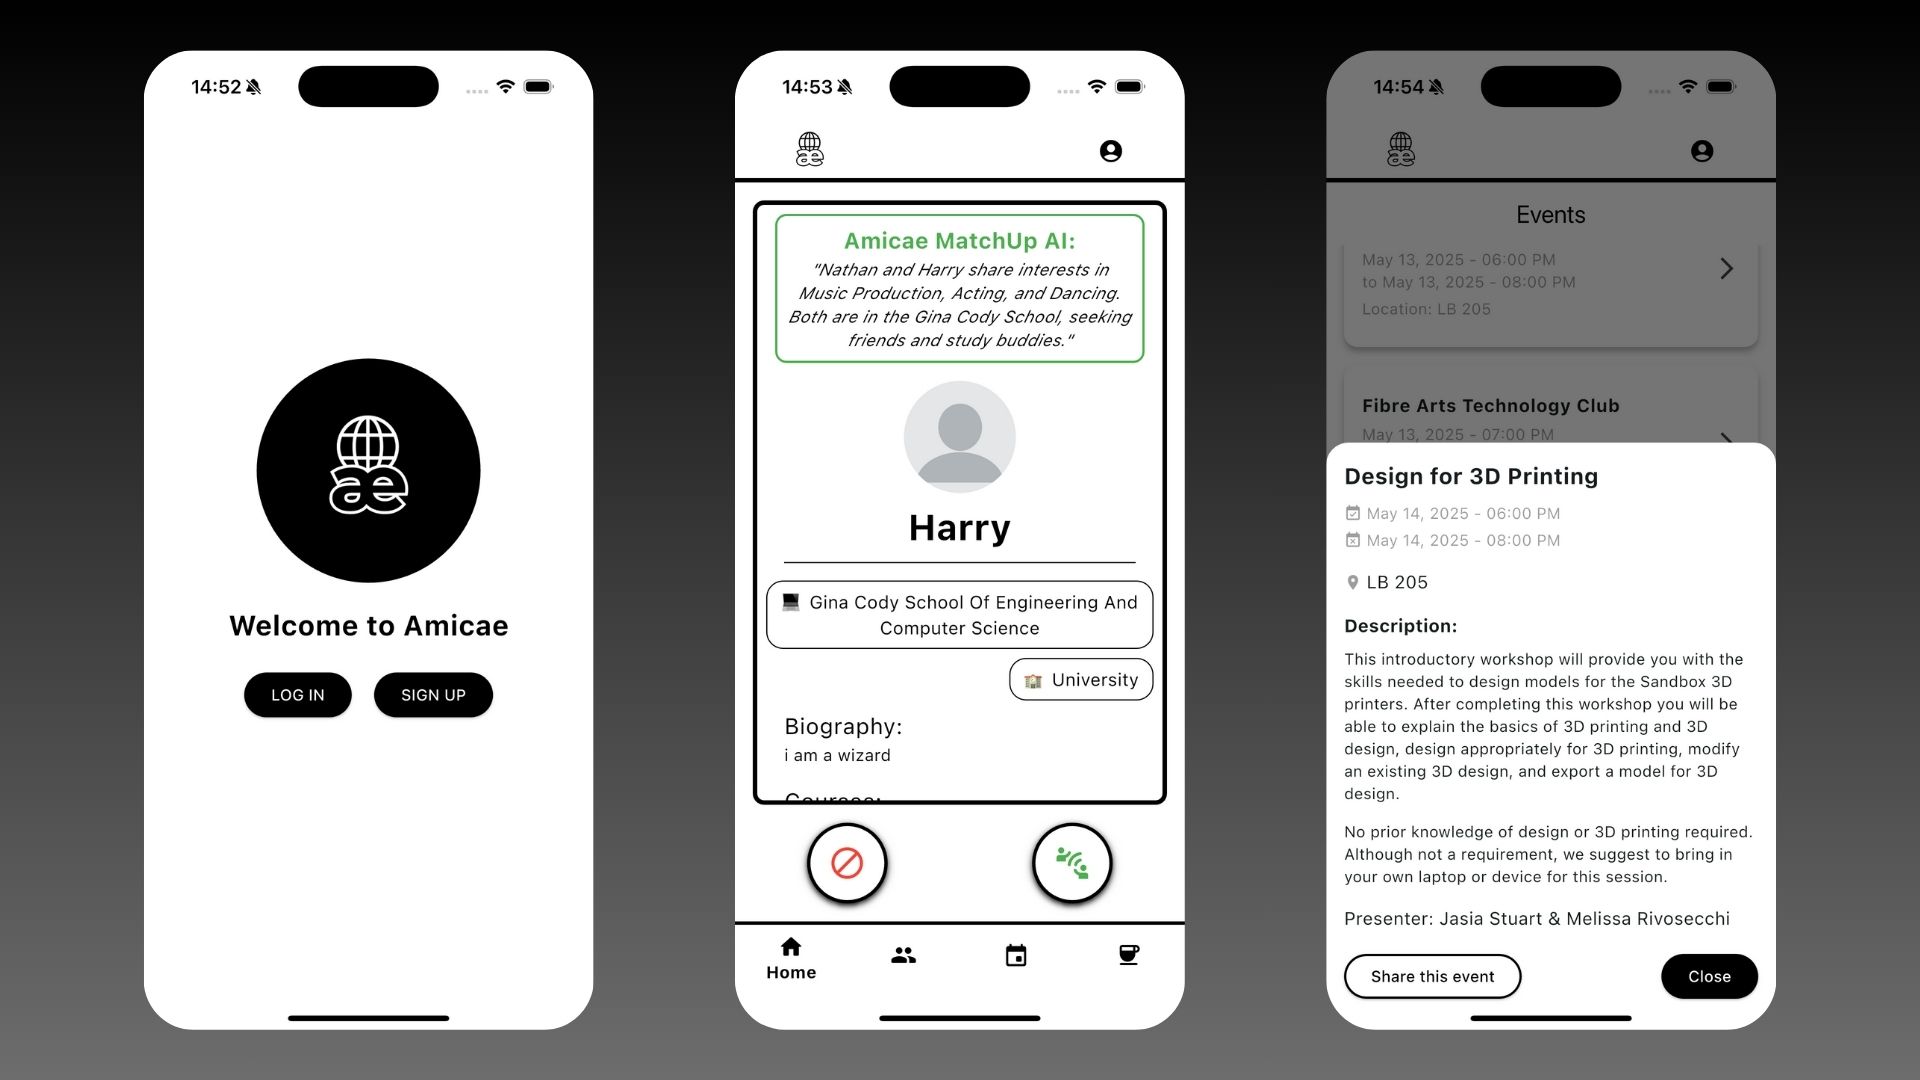 14:52
æ
Welcome to Amicae
LOG IN
SIGN UP
14:53
æ
Amicae MatchUp AI:
"Nathan and Harry share interests in
Music Production, Acting, and Dancing.
Both are in the Gina Cody School, seeking
friends and study buddies."
Harry
Gina Cody School Of Engineering And
Computer Science
University
Biography:
i am a wizard
Courses:
Home
14:54
æ
Events
May 13, 2025 - 06:00 PM
to May 13, 2025 - 08:00 PM
Location: LB 205
Fibre Arts Technology Club
May 13, 2025 - 07:00 PM
Design for 3D Printing
May 14, 2025 - 06:00 PM
May 14, 2025 - 08:00 PM
LB 205
Description:
This introductory workshop will provide you with the
skills needed to design models for the Sandbox 3D
printers. After completing this workshop you will be
able to explain the basics of 3D printing and 3D
design, design appropriately for 3D printing, modify
an existing 3D design, and export a model for 3D
design.
No prior knowledge of design or 3D printing required.
Although not a requirement, we suggest to bring in
your own laptop or device for this session.
Presenter: Jasia Stuart & Melissa Rivosecchi
Share this event
Close